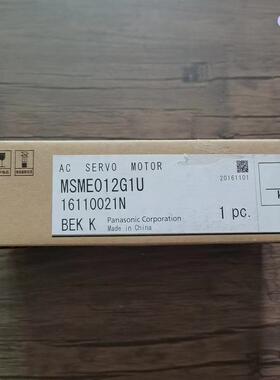 AC SERVO MOTOR
20161101
MSME012G1U
16110021N
1 pc.
BEK K
Panasonic Corporation
Made in China